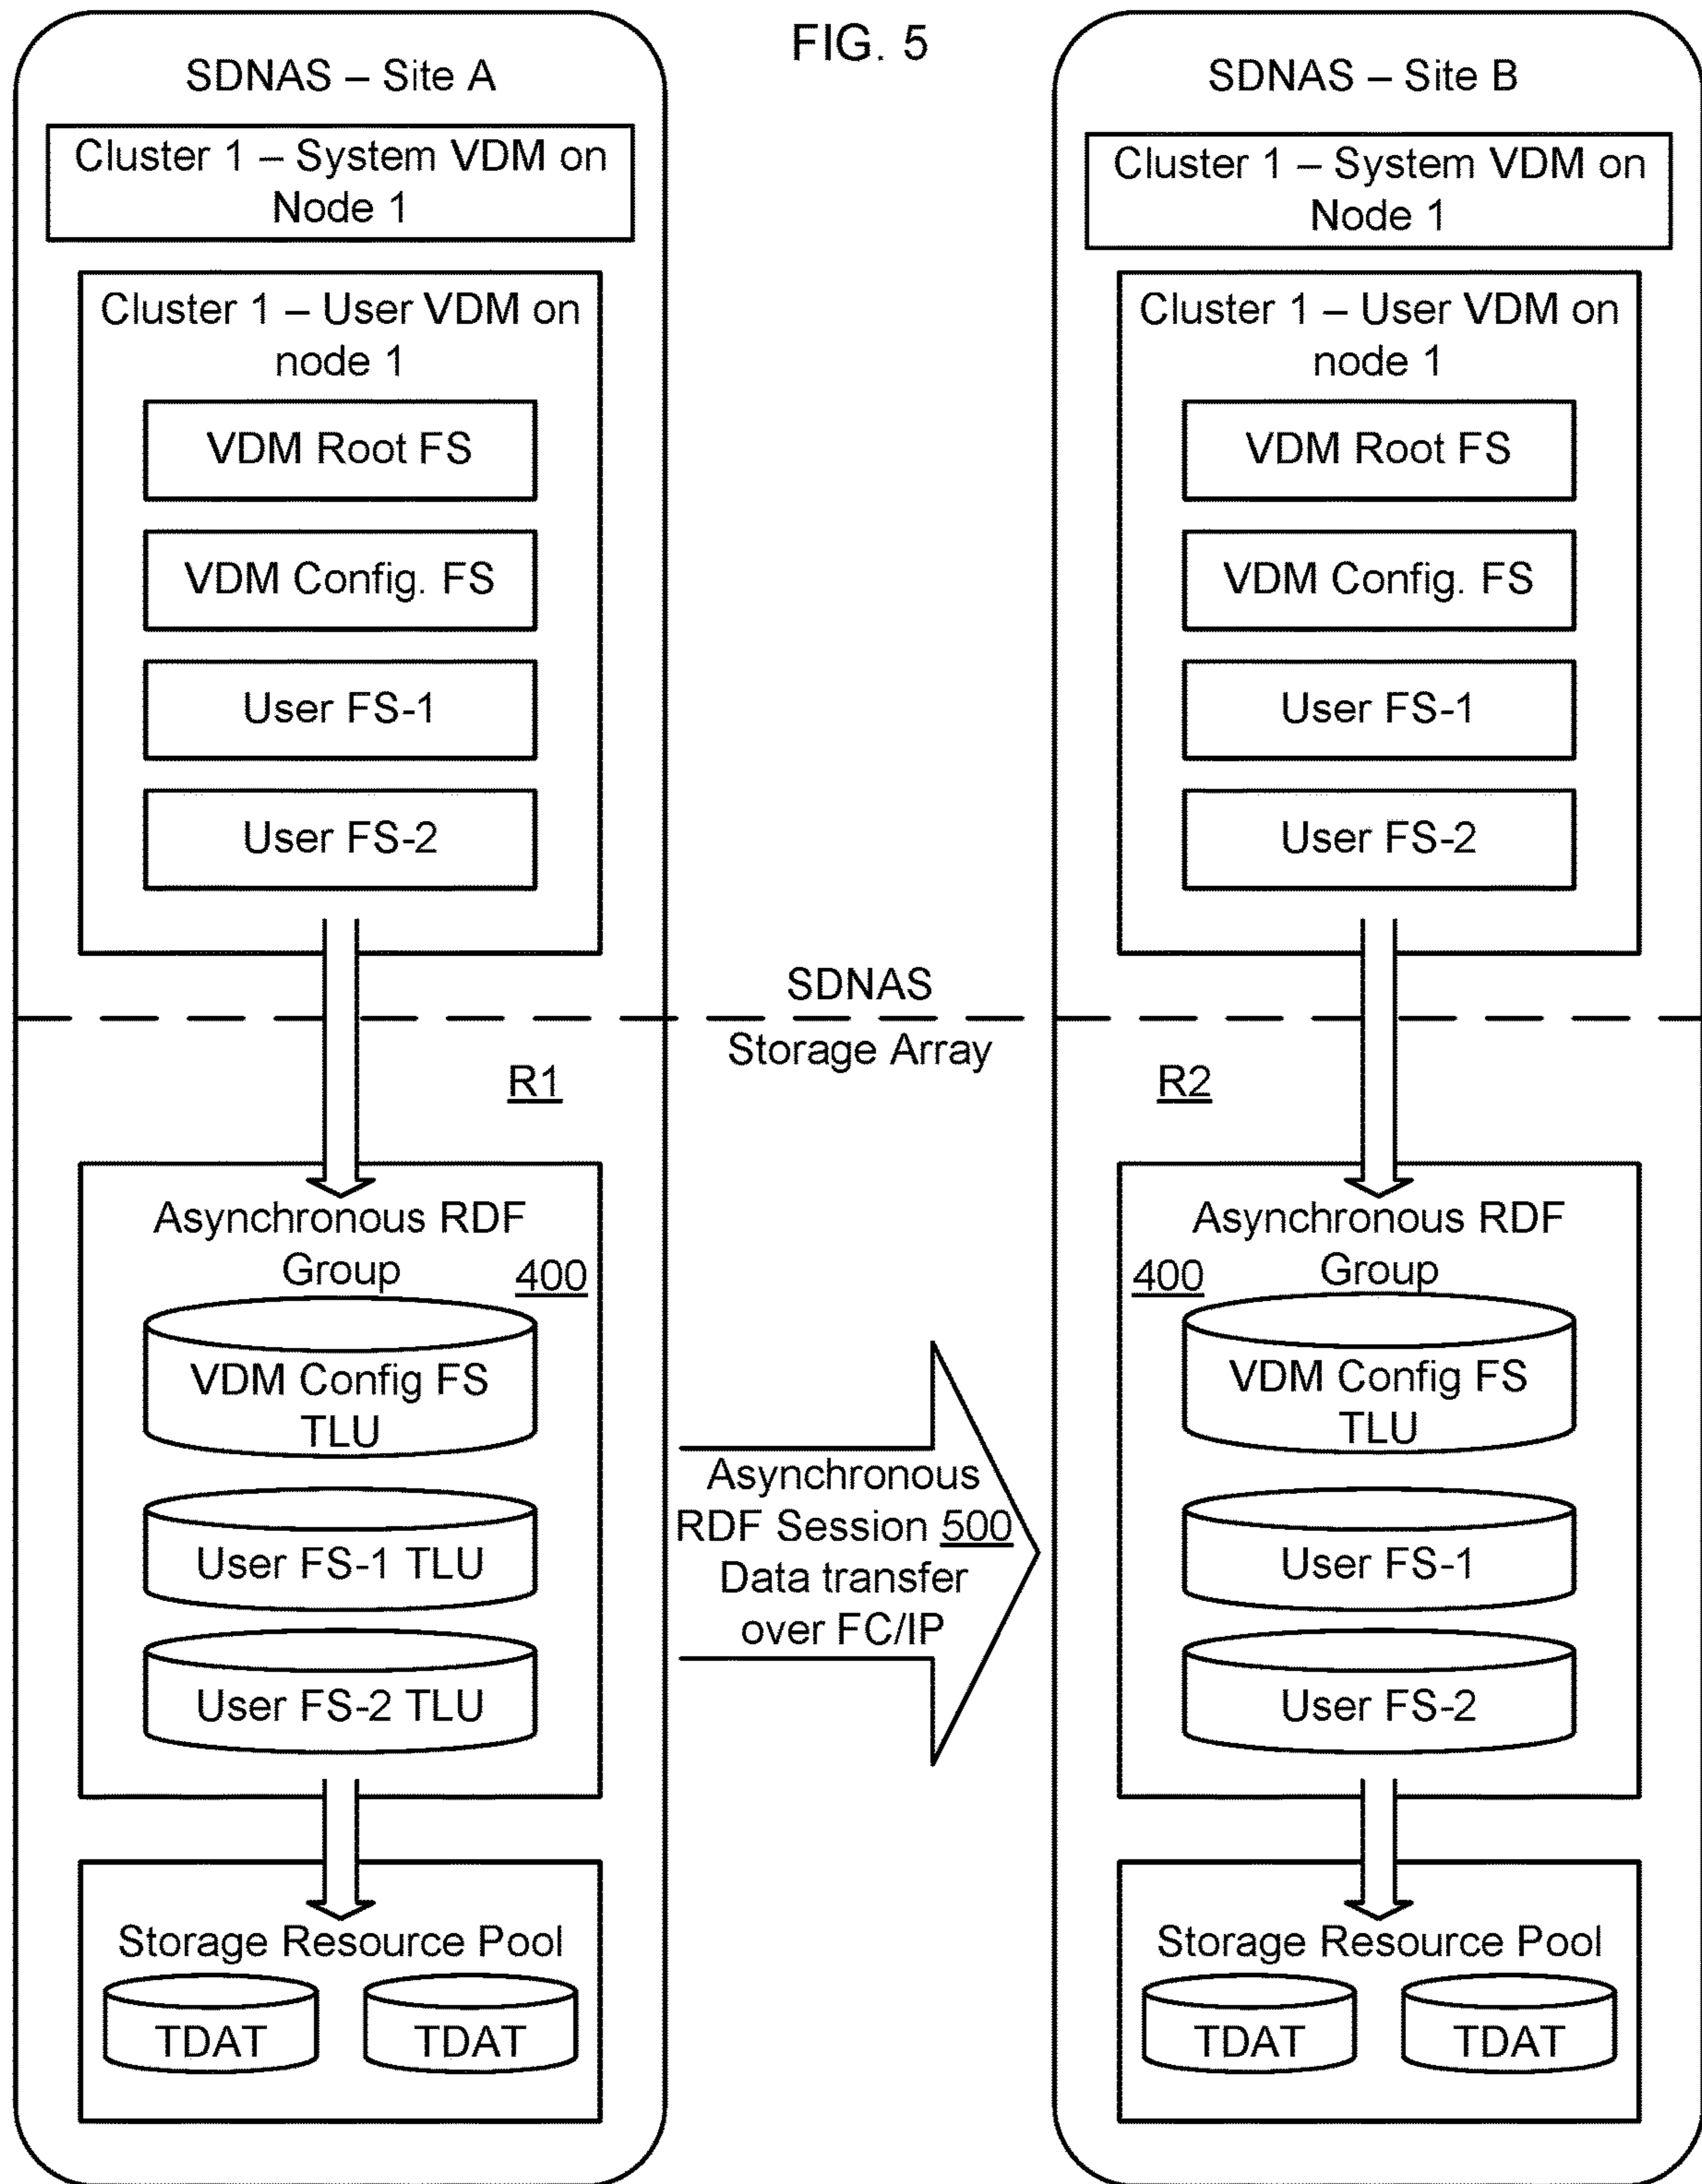 FIG. 5
SDNAS – Site A
Cluster 1 – System VDM on
Node 1
Cluster 1 – User VDM on
node 1
VDM Root FS
VDM Config. FS
User FS-1
User FS-2
SDNAS – Site B
Cluster 1 – System VDM on
Node 1
Cluster 1 – User VDM on
node 1
VDM Root FS
VDM Config. FS
User FS-1
User FS-2
SDNAS
Storage Array
R1
Asynchronous RDF
Group 400
VDM Config FS
TLU
User FS-1 TLU
User FS-2 TLU
Storage Resource Pool
TDAT TDAT
Asynchronous
RDF Session 500
Data transfer
over FC/IP
R2
Asynchronous RDF
400 Group
VDM Config FS
TLU
User FS-1
User FS-2
Storage Resource Pool
TDAT TDAT